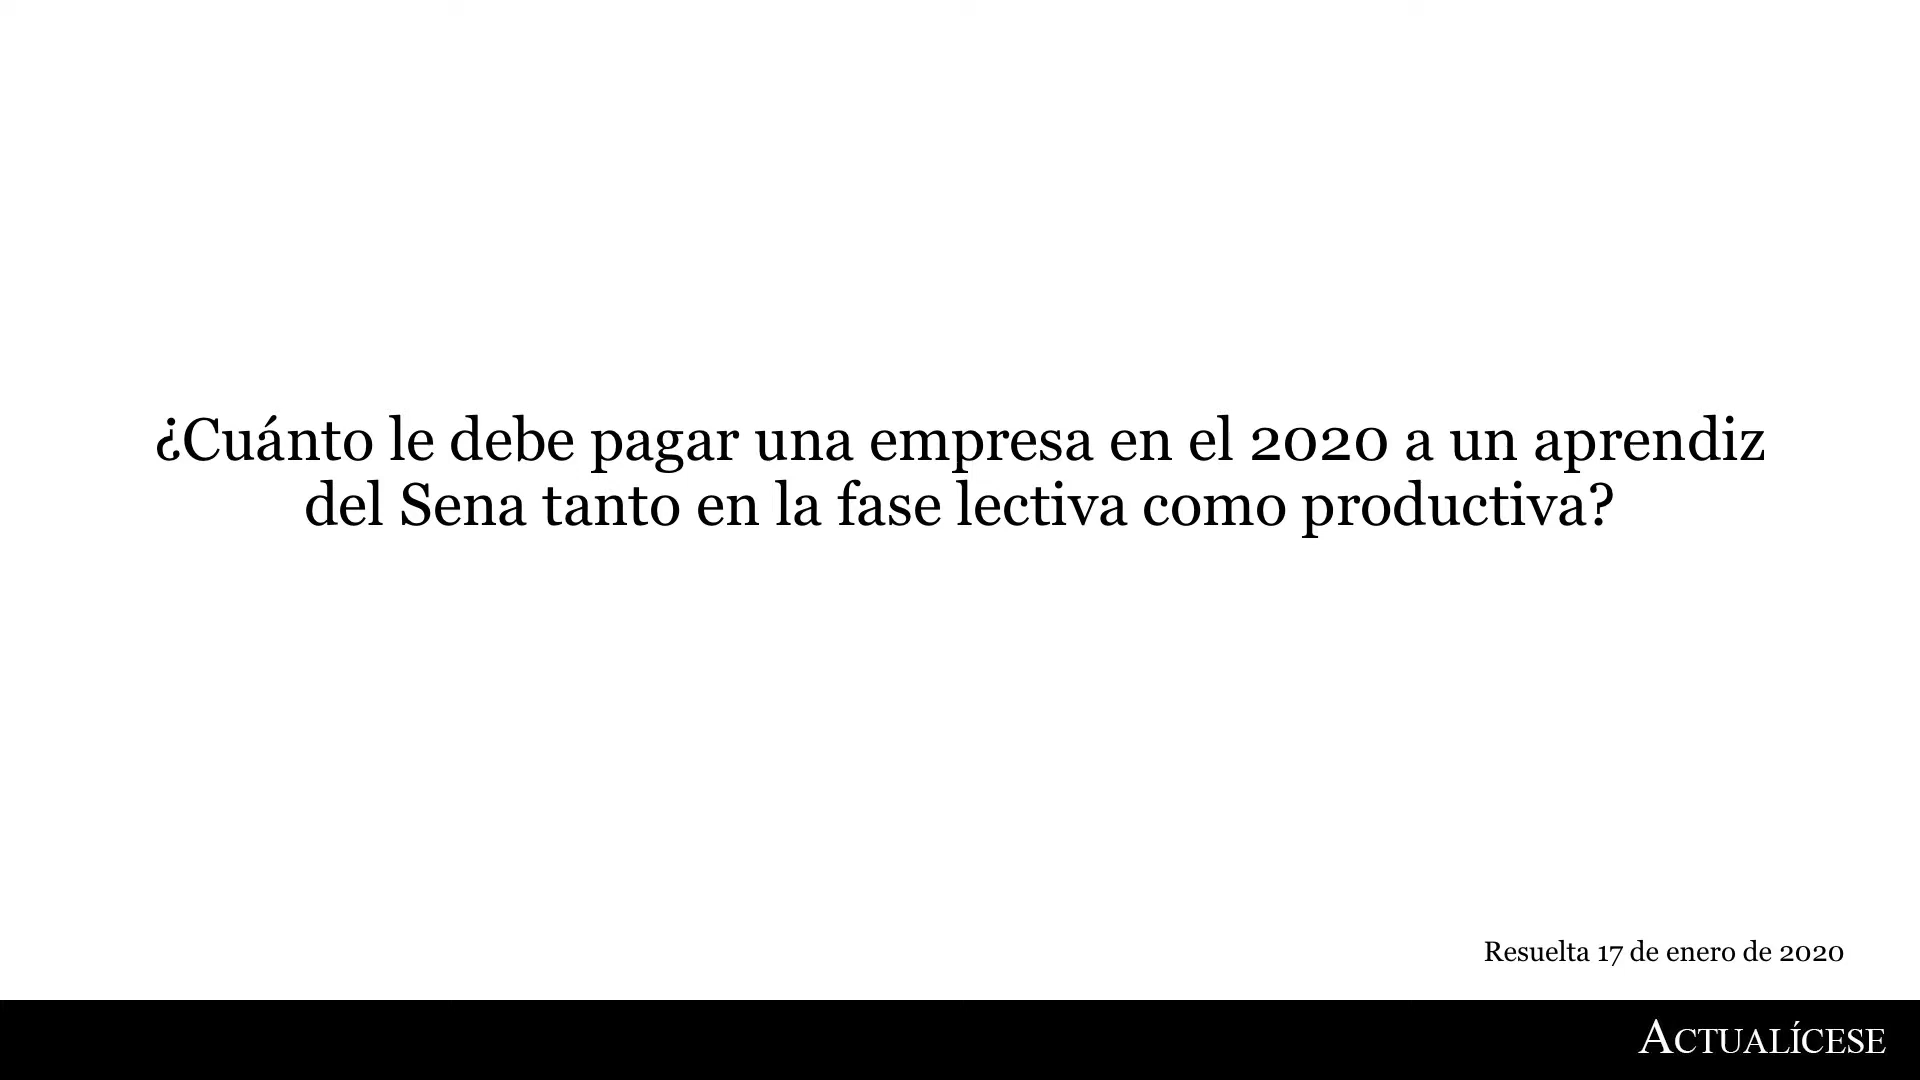 ¿Cuánto le debe pagar una empresa en el 2020 a un aprendiz
del Sena tanto en la fase lectiva como productiva?
Resuelta 17 de enero de 2020
ACTUALÍCESE